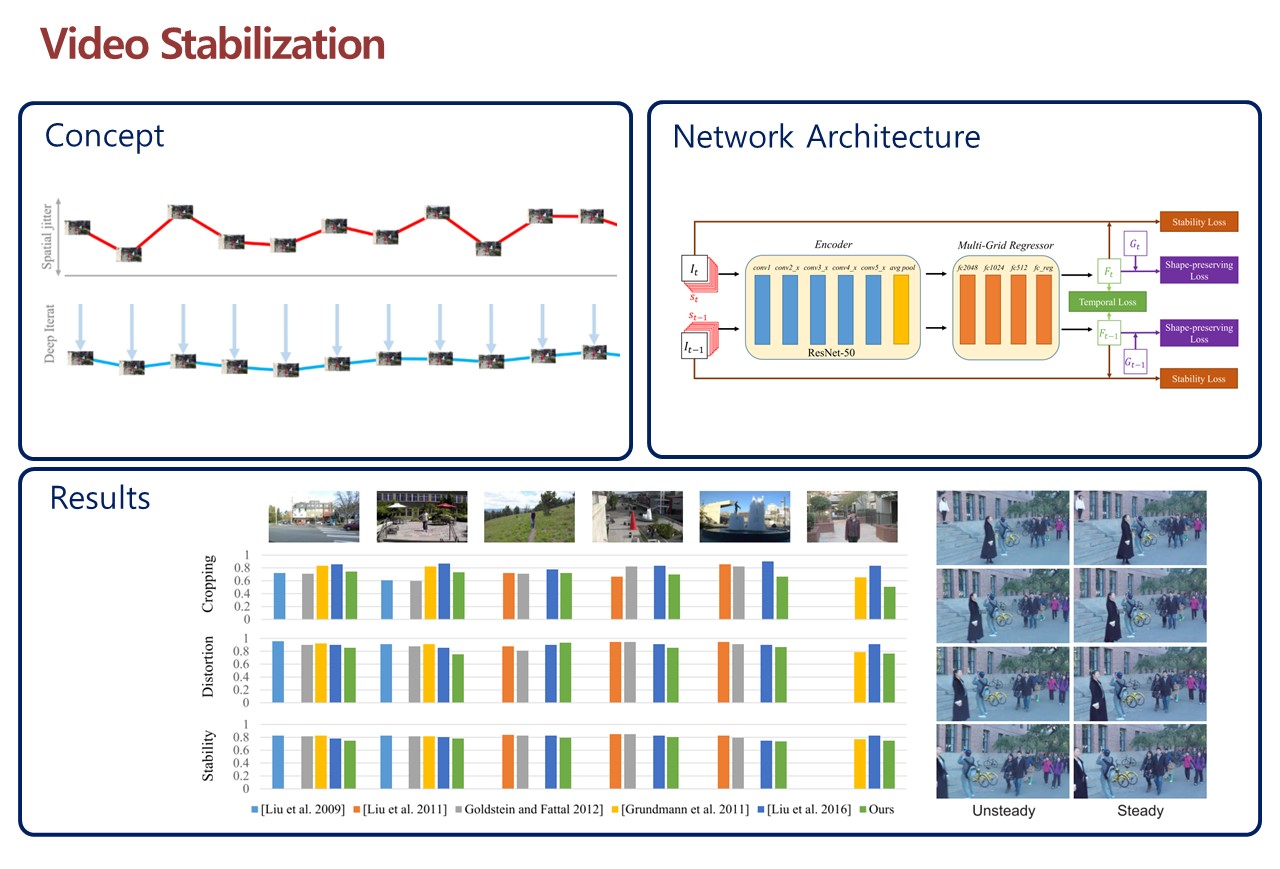 Video Stabilization
Concept
Spatial jitter
Deep Iterat
Network Architecture
Encoder
Multi-Grid Regressor
conv1 conv2_x conv3_x conv4_x conv5_x avg pool
fc2048 fc1024 fc512 fc_reg
ResNet-50
I_t
s_t
s_{t-1}
I_{t-1}
F_t
G_t
F_{t-1}
G_{t-1}
Stability Loss
Shape-preserving
Loss
Temporal Loss
Shape-preserving
Loss
Stability Loss
Results
Cropping
1
0.8
0.6
0.4
0.2
0
Distortion
1
0.8
0.6
0.4
0.2
0
Stability
1
0.8
0.6
0.4
0.2
0
[Liu et al. 2009] [Liu et al. 2011] Goldstein and Fattal 2012] [Grundmann et al. 2011] [Liu et al. 2016] Ours
Unsteady
Steady